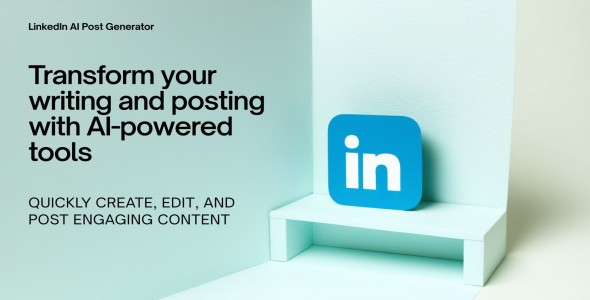 LinkedIn AI Post Generator
Transform your
writing and posting
with AI-powered
tools
QUICKLY CREATE, EDIT, AND
POST ENGAGING CONTENT
in